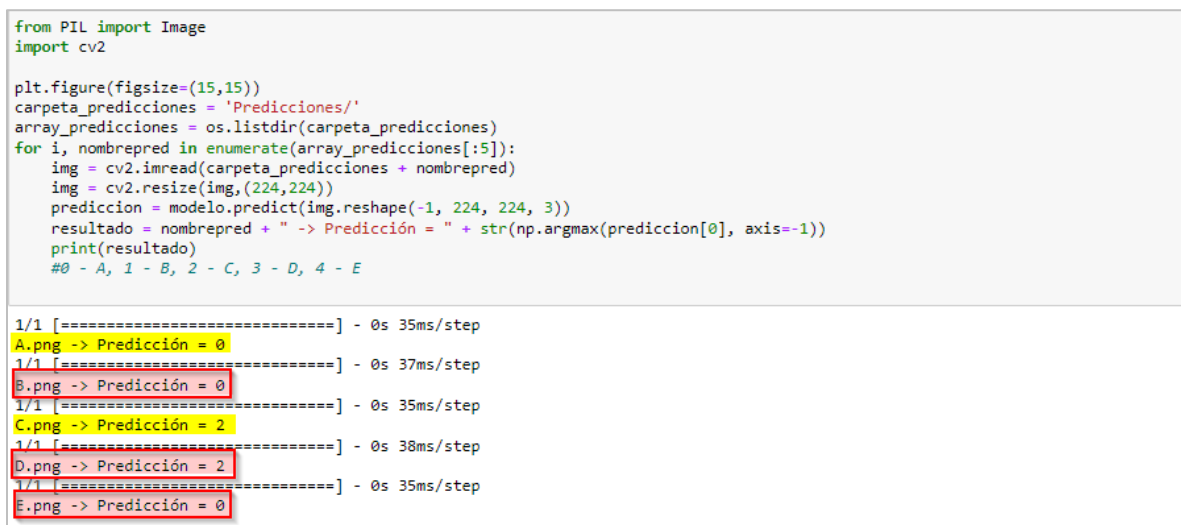 from PIL import Image
import cv2
plt.figure(figsize=(15,15))
carpeta_predicciones = 'Predicciones/'
array_predicciones = os.listdir(carpeta_predicciones)
for i, nombrepred in enumerate(array_predicciones[:5]):
    img = cv2.imread(carpeta_predicciones + nombrepred)
    img = cv2.resize(img,(224,224))
    prediccion = modelo.predict(img.reshape(-1, 224, 224, 3))
    resultado = nombrepred + " -> Predicción = " + str(np.argmax(prediccion[0], axis=-1))
    print(resultado)
    #0 - A, 1 - B, 2 - C, 3 - D, 4 - E
1/1 [==============================] - 0s 35ms/step
A.png -> Predicción = 0
1/1 [==============================] - 0s 37ms/step
B.png -> Predicción = 0
1/1 [==============================] - 0s 35ms/step
C.png -> Predicción = 2
1/1 [==============================] - 0s 38ms/step
D.png -> Predicción = 2
1/1 [==============================] - 0s 35ms/step
E.png -> Predicción = 0